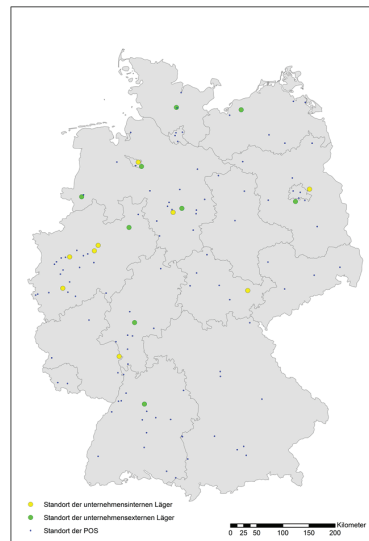 Standort der unternehmensinternen Läger
Standort der unternehmensexternen Läger
Standort der POS
Kilometer
0 25 50 100 150 200